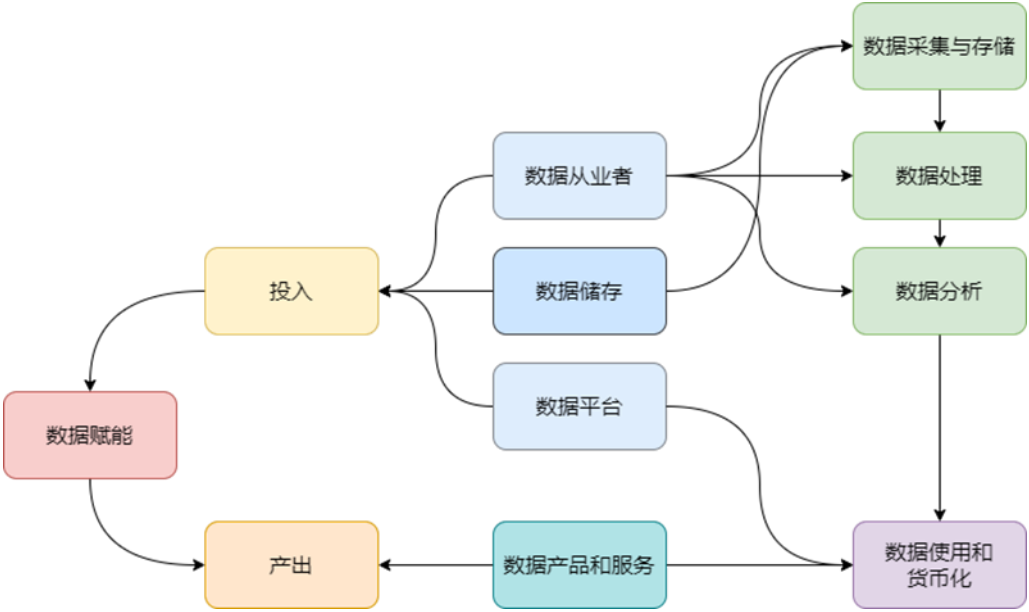 数据采集与存储
数据从业者
数据处理
投入
数据储存
数据分析
数据平台
数据赋能
产出
数据产品和服务
数据使用和
货币化